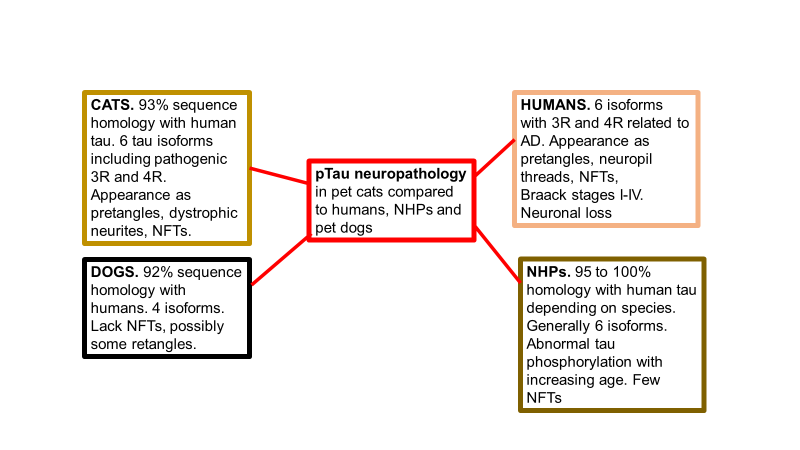 CATS. 93% sequence
homology with human
tau. 6 tau isoforms
including pathogenic
3R and 4R.
Appearance as
pretangles, dystrophic
neurites, NFTs.
DOGS. 92% sequence
homology with
humans. 4 isoforms.
Lack NFTs, possibly
some retangles.
pTau neuropathology
in pet cats compared
to humans, NHPs and
pet dogs
HUMANS. 6 isoforms
with 3R and 4R related to
AD. Appearance as
pretangles, neuropil
threads, NFTs,
Braack stages I-IV.
Neuronal loss
NHPs. 95 to 100%
homology with human tau
depending on species.
Generally 6 isoforms.
Abnormal tau
phosphorylation with
increasing age. Few
NFTs